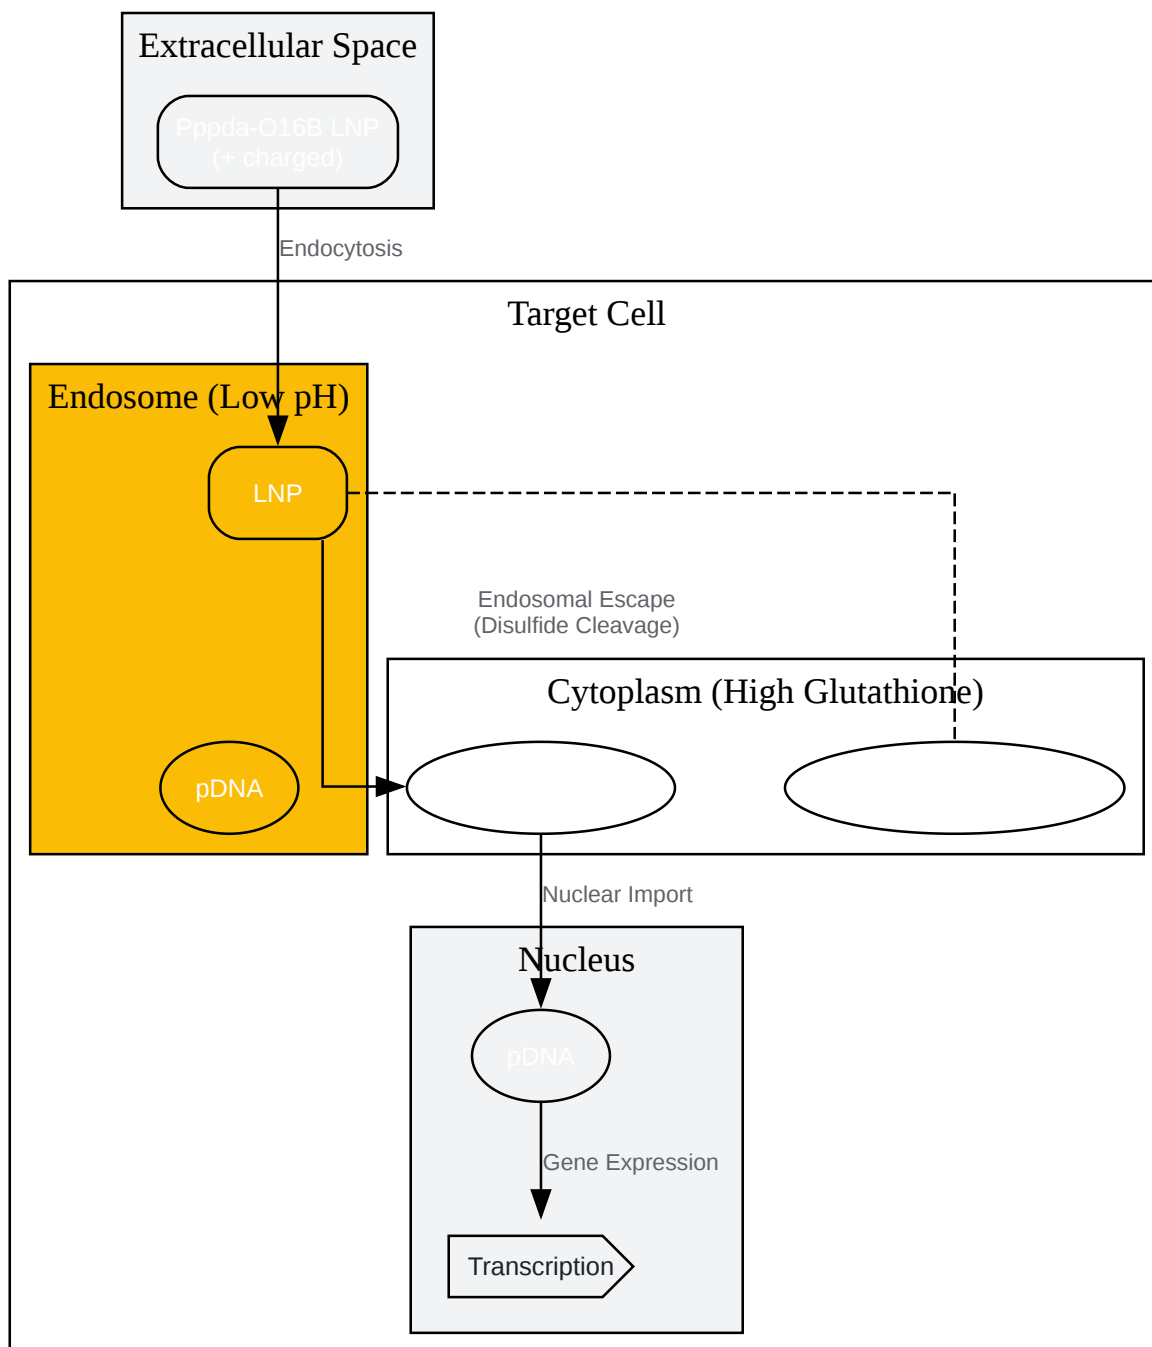 Extracellular Space
Pppda-O16B LNP
(+ charged)
Endocytosis
Target Cell
Endosome (Low pH)
LNP
Endosomal Escape
(Disulfide Cleavage)
Cytoplasm (High Glutathione)
pDNA
Nuclear Import
Nucleus
pDNA
Gene Expression
Transcription